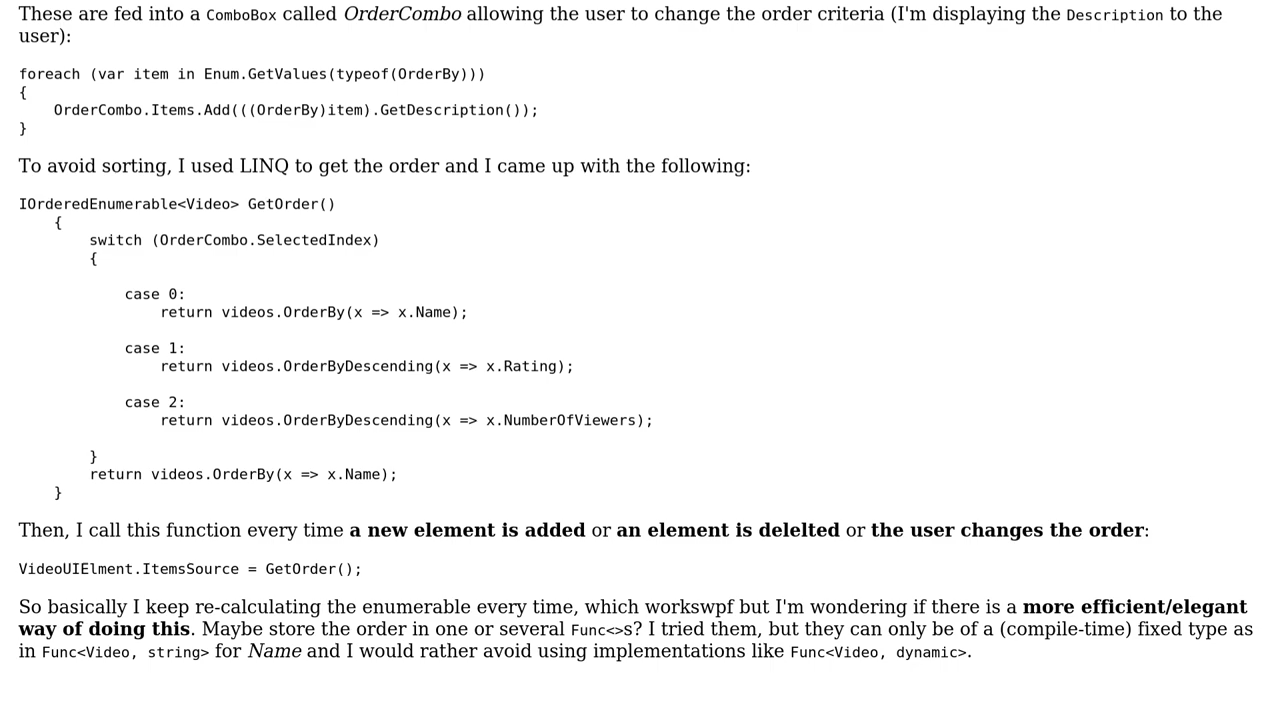 These are fed into a ComboBox called OrderCombo allowing the user to change the order criteria (I'm displaying the Description to the
user):
foreach (var item in Enum.GetValues(typeof(OrderBy)))
{
    OrderCombo.Items.Add(((OrderBy)item).GetDescription());
}
To avoid sorting, I used LINQ to get the order and I came up with the following:
IOrderedEnumerable<Video> GetOrder()
    {
        switch (OrderCombo.SelectedIndex)
        {
            case 0:
                return videos.OrderBy(x => x.Name);
            case 1:
                return videos.OrderByDescending(x => x.Rating);
            case 2:
                return videos.OrderByDescending(x => x.NumberOfViewers);
        }
        return videos.OrderBy(x => x.Name);
    }
Then, I call this function every time a new element is added or an element is delelted or the user changes the order:
VideoUIElment.ItemsSource = GetOrder();
So basically I keep re-calculating the enumerable every time, which workswpf but I'm wondering if there is a more efficient/elegant
way of doing this. Maybe store the order in one or several Func<>s? I tried them, but they can only be of a (compile-time) fixed type as
in Func<Video, string> for Name and I would rather avoid using implementations like Func<Video, dynamic>.